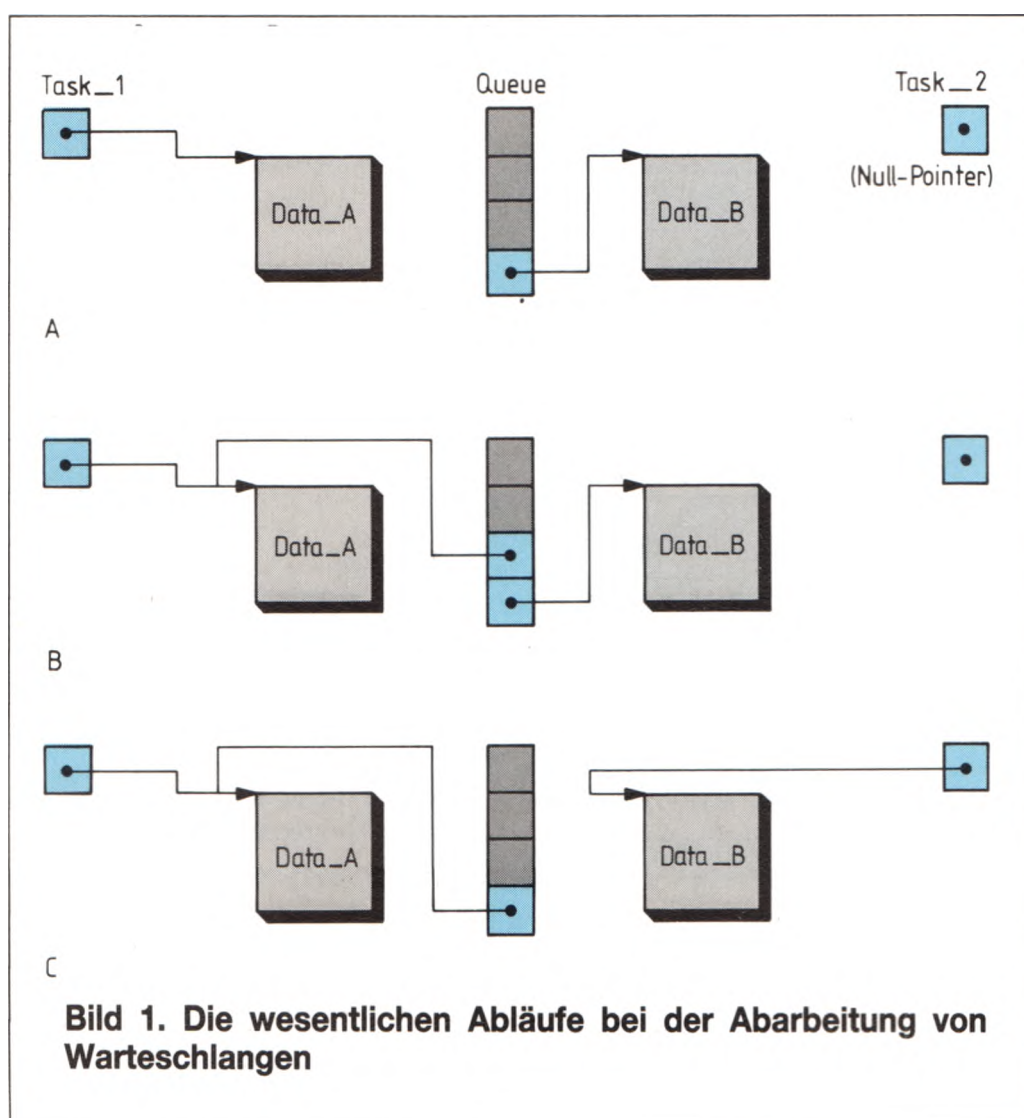 Task_1
Queue
Task_2
(Null-Pointer)
Data_A
Data_B
A
Data_A
Data_B
B
Data_A
Data_B
C
Bild 1. Die wesentlichen Abläufe bei der Abarbeitung von
Warteschlangen